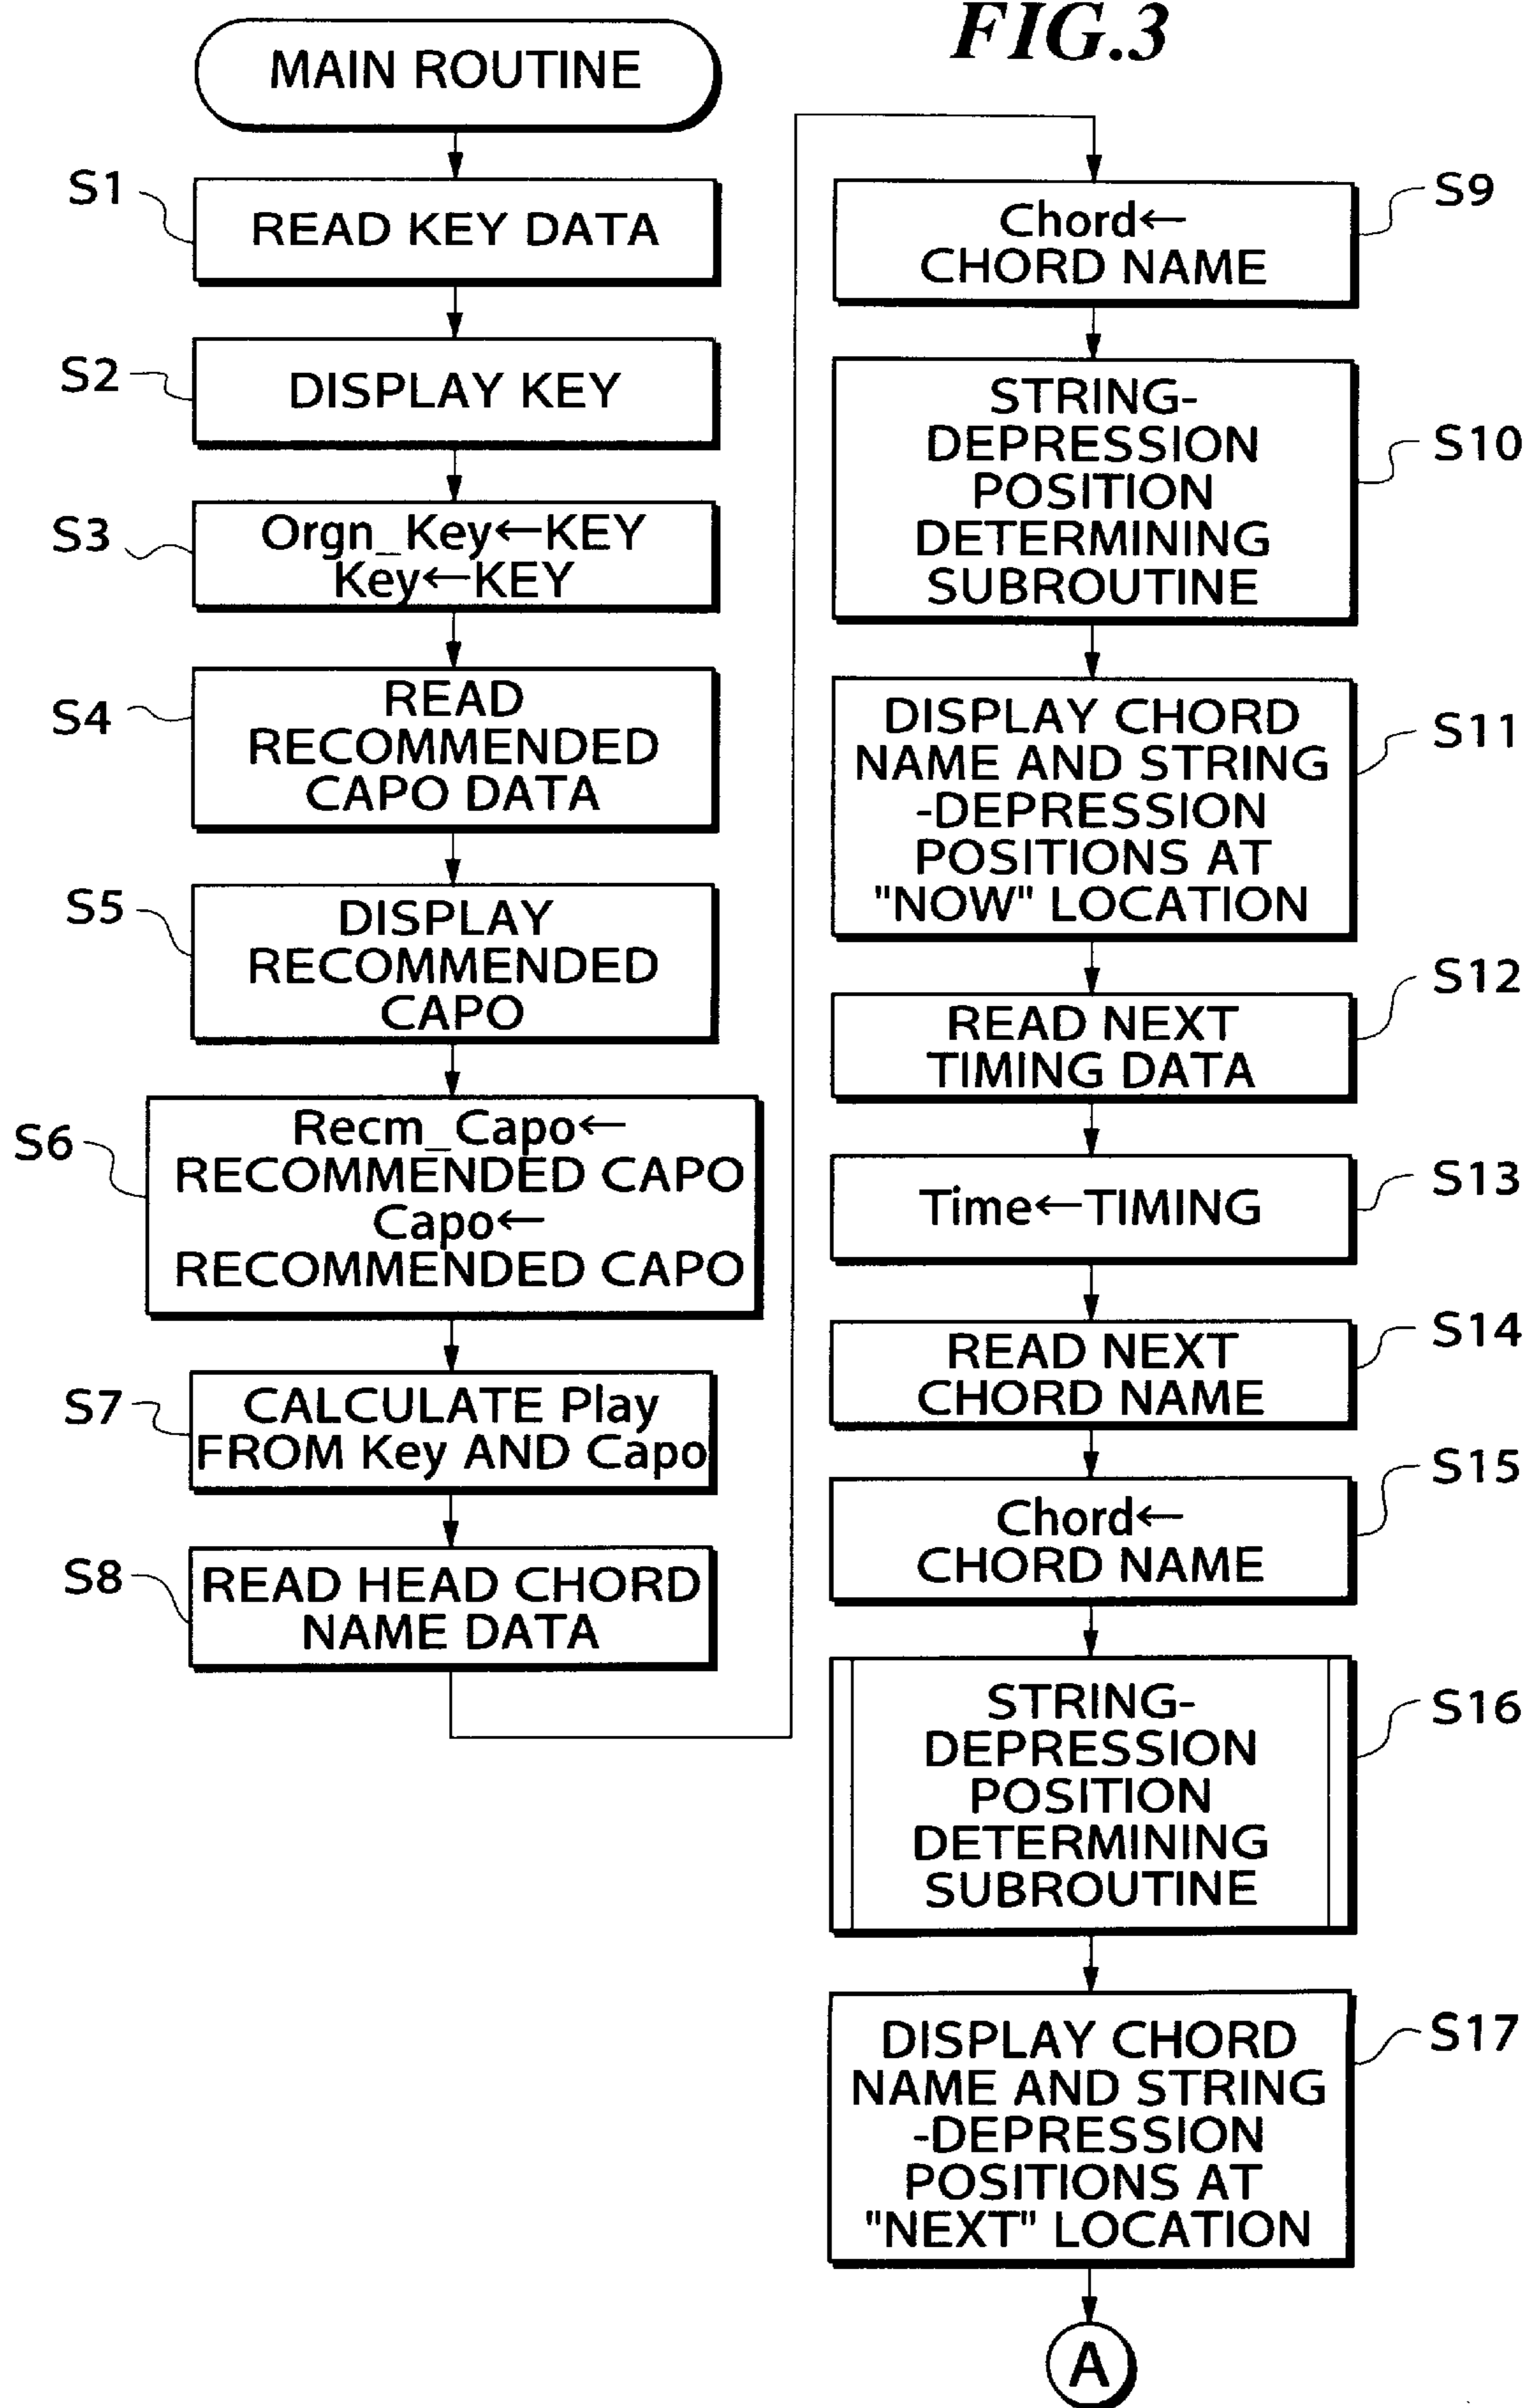 FIG.3
MAIN ROUTINE
S1
READ KEY DATA
S2
DISPLAY KEY
S3
Orgn_Key←KEY
Key←KEY
S4
READ
RECOMMENDED
CAPO DATA
S5
DISPLAY
RECOMMENDED
CAPO
S6
Recm_Capo←
RECOMMENDED CAPO
Capo←
RECOMMENDED CAPO
S7
CALCULATE Play
FROM Key AND Capo
S8
READ HEAD CHORD
NAME DATA
S9
Chord←
CHORD NAME
S10
STRING-
DEPRESSION
POSITION
DETERMINING
SUBROUTINE
S11
DISPLAY CHORD
NAME AND STRING
-DEPRESSION
POSITIONS AT
"NOW" LOCATION
S12
READ NEXT
TIMING DATA
S13
Time←TIMING
S14
READ NEXT
CHORD NAME
S15
Chord←
CHORD NAME
S16
STRING-
DEPRESSION
POSITION
DETERMINING
SUBROUTINE
S17
DISPLAY CHORD
NAME AND STRING
-DEPRESSION
POSITIONS AT
"NEXT" LOCATION
A